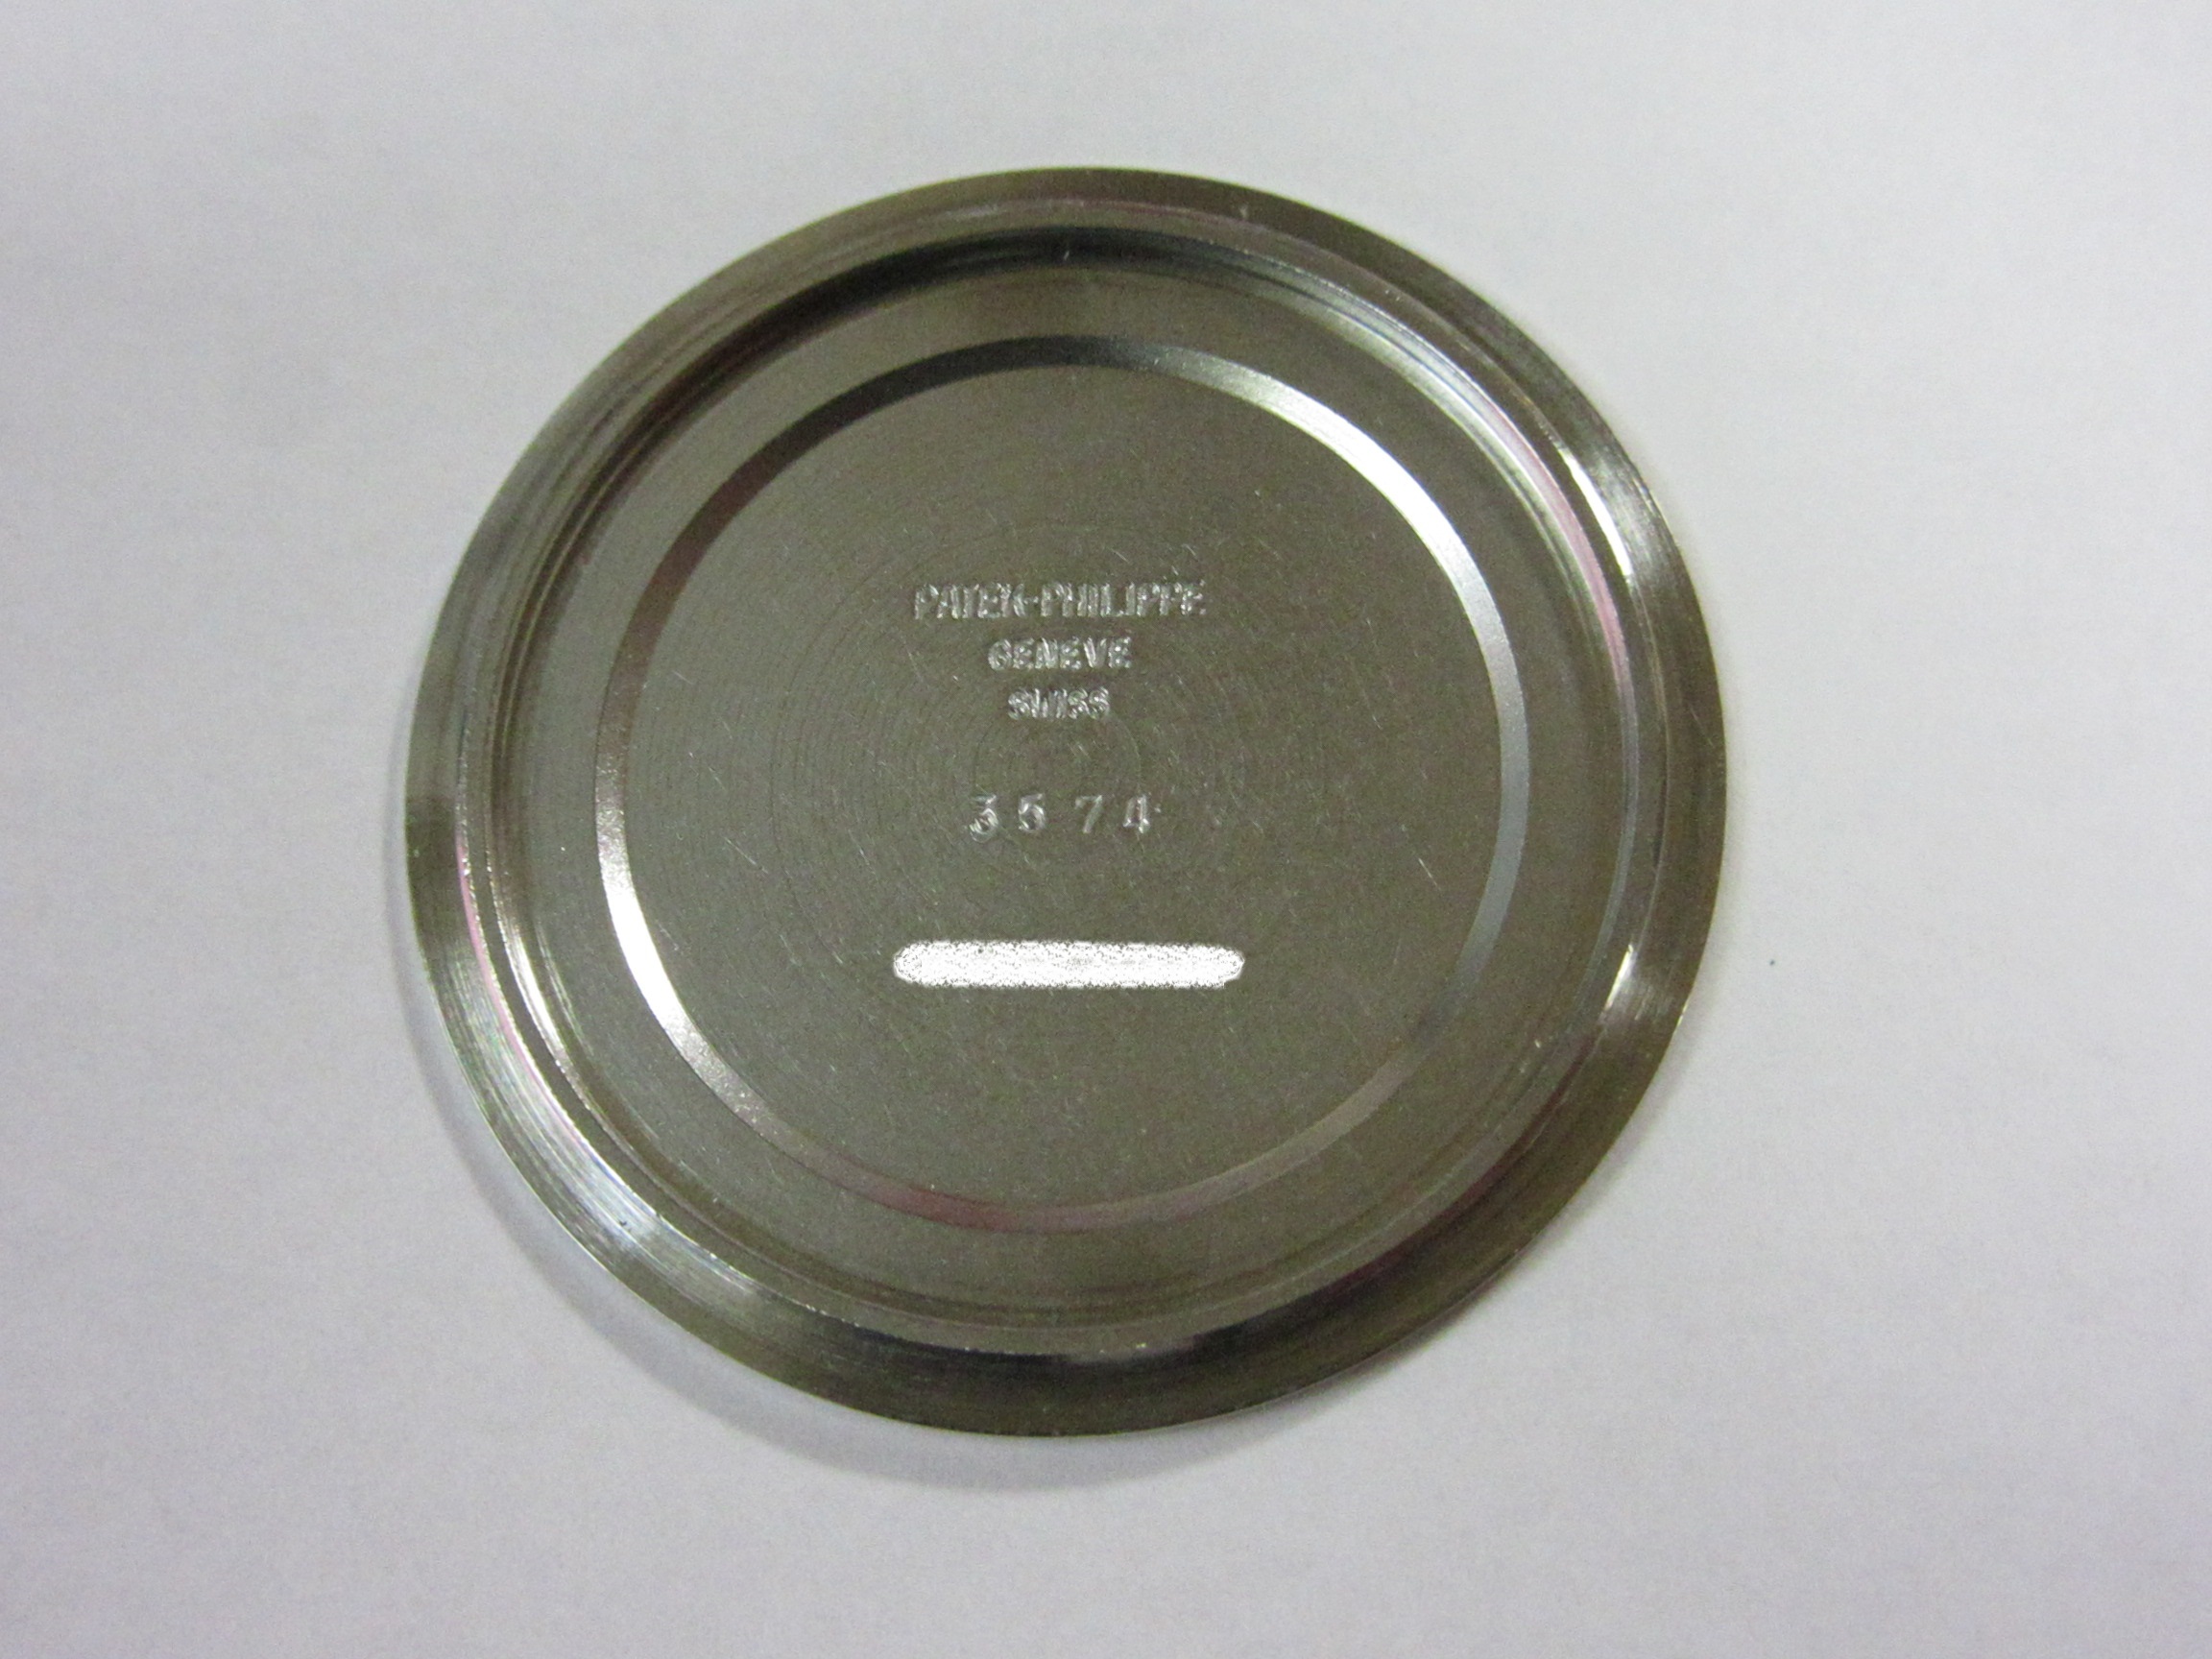 PATEK-PHILIPPE
GENEVE
SWISS
3574